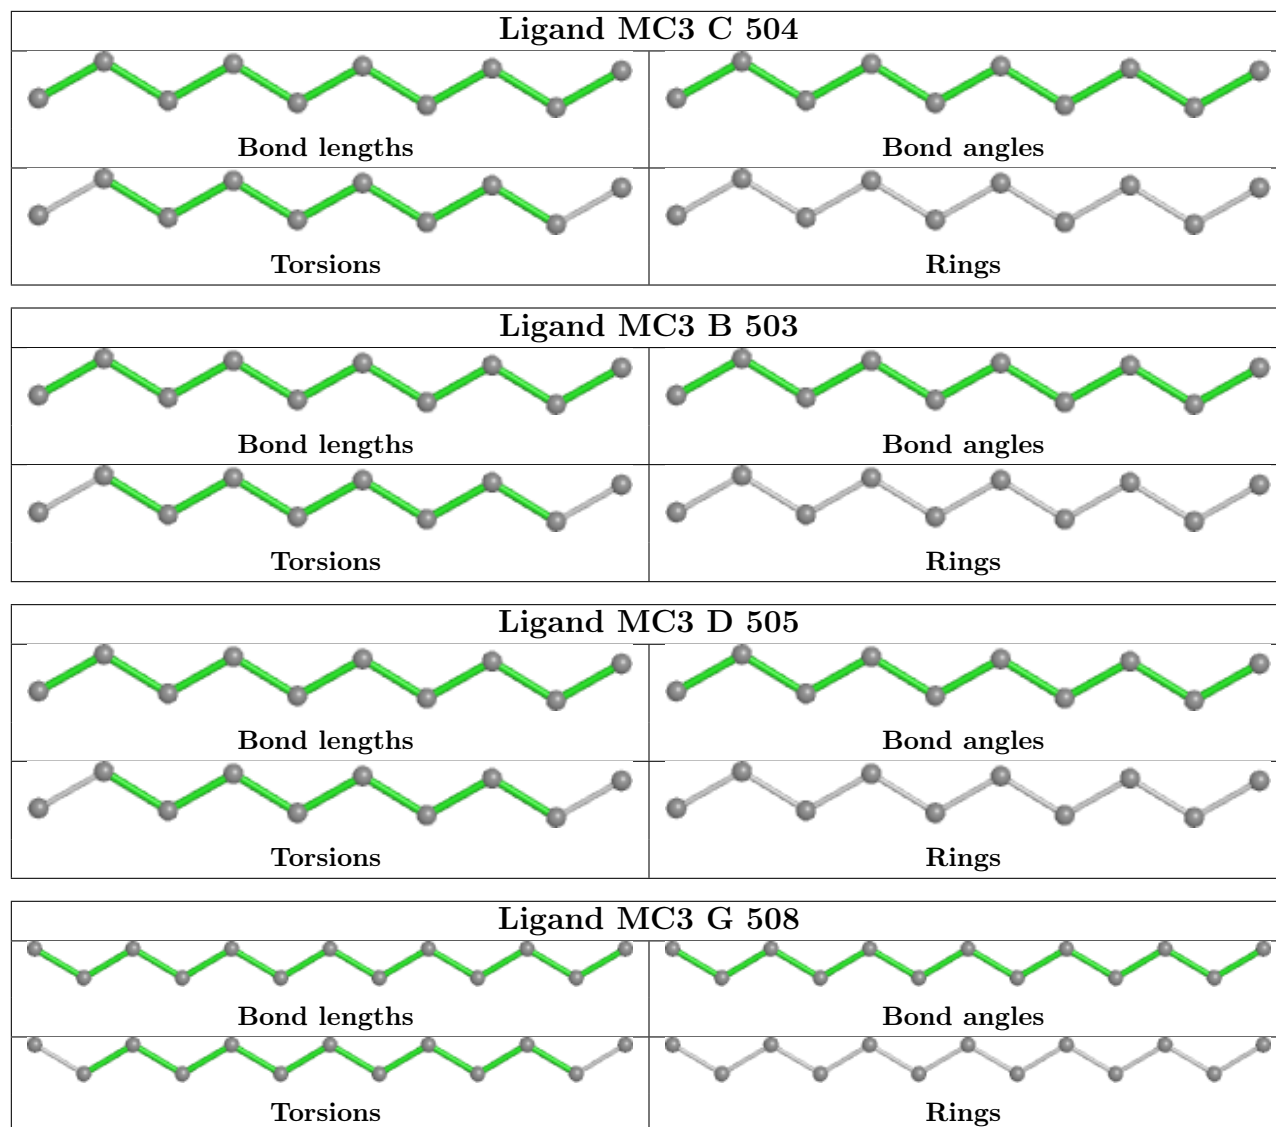 Ligand MC3 C 504
Bond lengths Bond angles
Torsions Rings
Ligand MC3 B 503
Bond lengths Bond angles
Torsions Rings
Ligand MC3 D 505
Bond lengths Bond angles
Torsions Rings
Ligand MC3 G 508
Bond lengths Bond angles
Torsions Rings